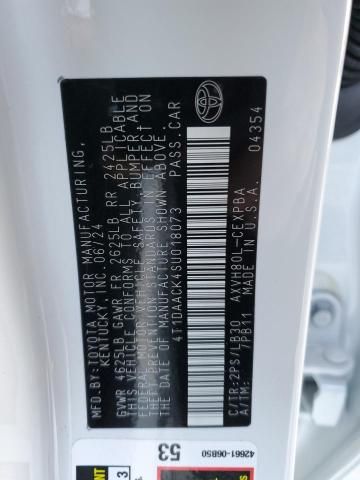 MFD. BY: TOYOTA MOTOR MANUFACTURING,
KENTUCKY, INC. 06/24
GVWR 4625LB GAWR FR 2625LB RR 2425LB
THIS VEHICLE CONFORMS TO ALL APPLICABLE
FEDERAL MOTOR VEHICLE SAFETY, BUMPER, AND
THEFT PREVENTION STANDARDS IN EFFECT ON
THE DATE OF MANUFACTURE SHOWN ABOVE.
4T1DAACK4SU018073 PASS. CAR
C/TR:2PS/LB30 AXVH80L-CEXPBA
A/TM: 7PB11 MADE IN U.S.A. 04354
42661-06B50
53